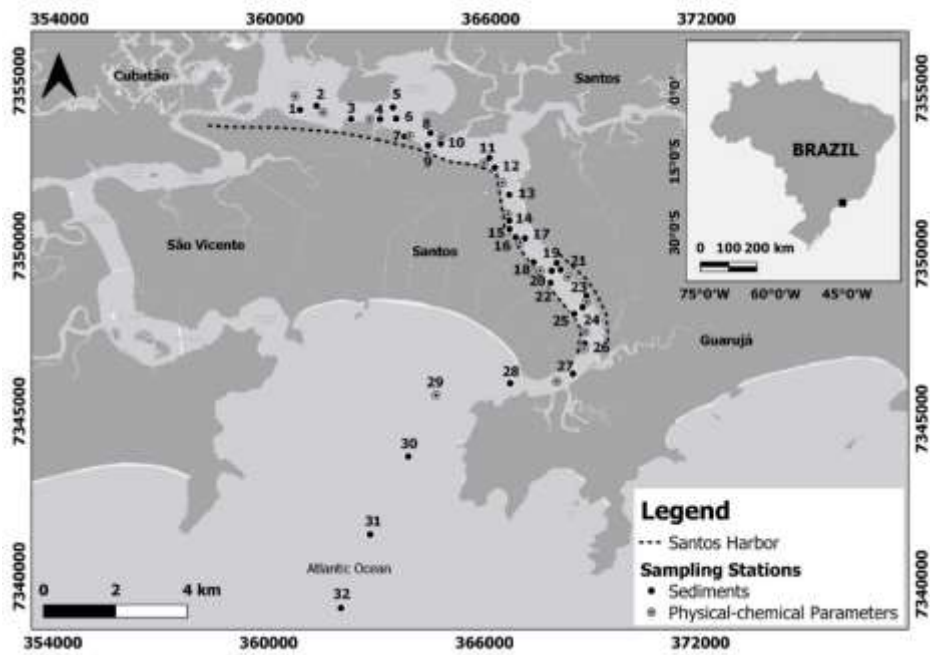 354000 360000 366000 372000
7355000
7350000
7345000
7340000
Cubatão
Santos
São Vicente
Santos
Guarujá
Atlantic Ocean
1
2
3
4
5
6
7
8
9
10
11
12
13
14
15
16
17
18
19
20
21
22
23
24
25
26
27
28
29
30
31
32
BRAZIL
0°0'
15°0'S
30°0'S
0 100 200 km
75°0'W 60°0'W 45°0'W
7355000
7350000
7345000
7340000
Legend
Santos Harbor
Sampling Stations
Sediments
Physical-chemical Parameters
0 2 4 km
354000 360000 366000 372000